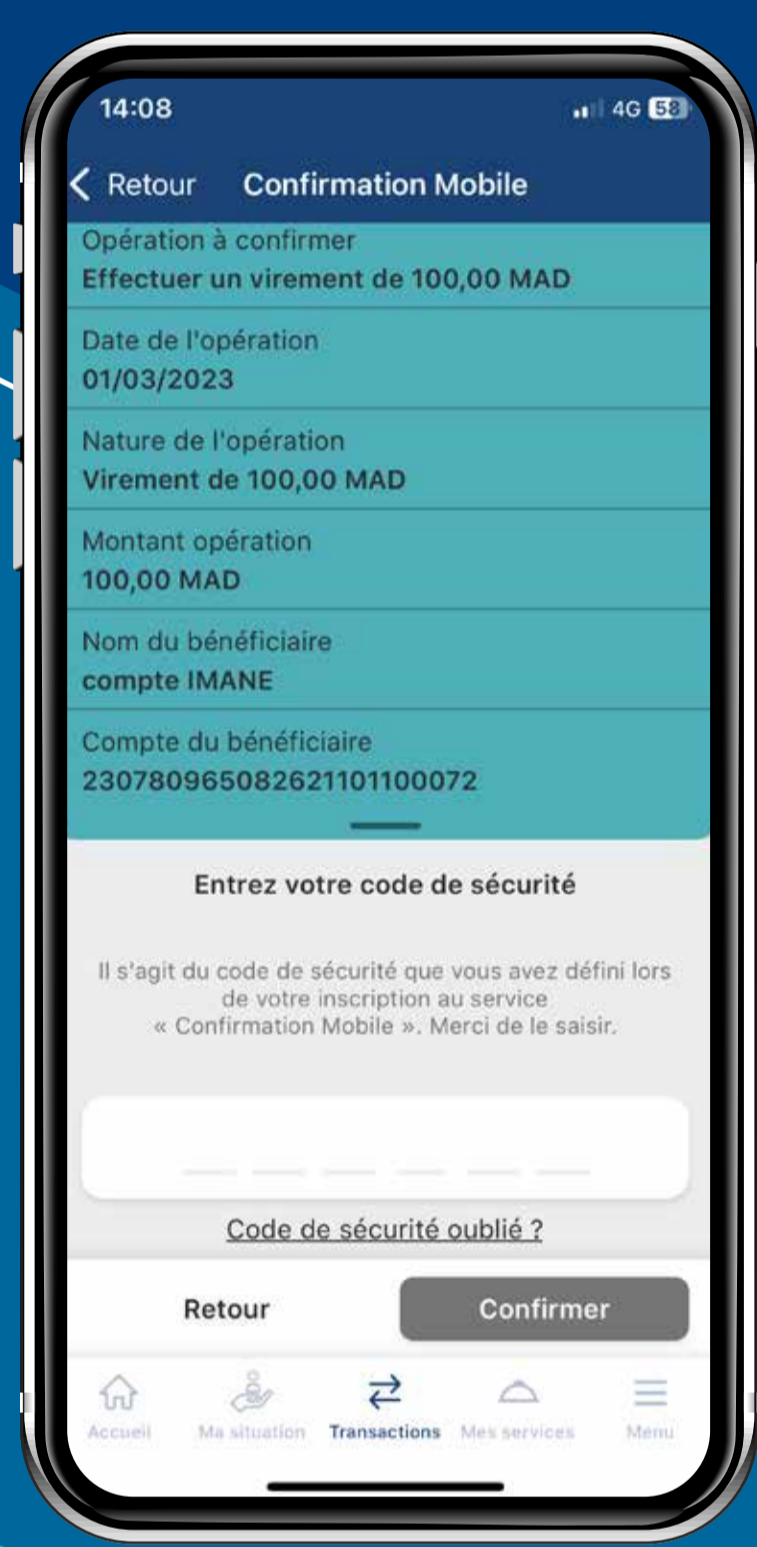 14:08 4G 58
Retour Confirmation Mobile
Opération à confirmer
Effectuer un virement de 100,00 MAD
Date de l'opération
01/03/2023
Nature de l'opération
Virement de 100,00 MAD
Montant opération
100,00 MAD
Nom du bénéficiaire
compte IMANE
Compte du bénéficiaire
230780965082621101100072
Entrez votre code de sécurité
Il s'agit du code de sécurité que vous avez défini lors
de votre inscription au service
« Confirmation Mobile ». Merci de le saisir.
Code de sécurité oublié ?
Retour Confirmer
Accueil Ma situation Transactions Mes services Menu